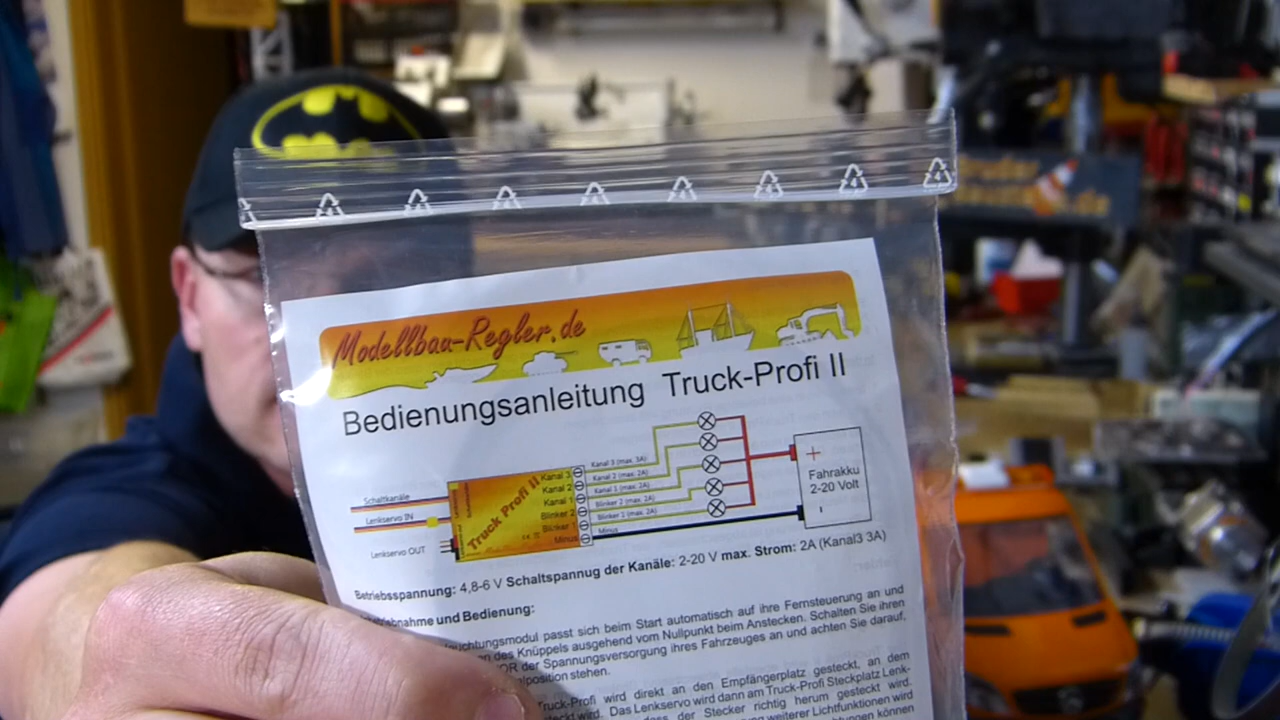 Modellbau-Regler.de
Bedienungsanleitung Truck-Profi II
Kanal 3 (max. 3A)
Kanal 2 (max. 2A)
Kanal 1 (max. 2A)
Blinker 2 (max. 2A)
Blinker 1 (max. 2A)
Minus
Schaltkanäle
Lenkservo IN
Lenkservo OUT
Truck Profi II
Kanal 3
Kanal 2
Kanal 1
Blinker 2
Blinker 1
Minus
+
Fahrakku
2-20 Volt
Betriebsspannung: 4,8-6 V Schaltspannug der Kanäle: 2-20 V max. Strom: 2A (Kanal3 3A)
und Bedienung:
passt sich beim Start automatisch auf ihre Fernsteuerung an und
des Knüppels ausgehend vom Nullpunkt beim Anstecken. Schalten Sie ihren
der Spannungsversorgung ihres Fahrzeuges an und achten Sie darauf,
stehen.
Truck-Profi wird direkt an den Empfängerplatz gesteckt, an dem
wird. Das Lenkservo wird dann am Truck-Profi Steckplatz Lenk-
der Stecker richtig herum gesteckt wird.
weiterer Lichtfunktionen wird
können